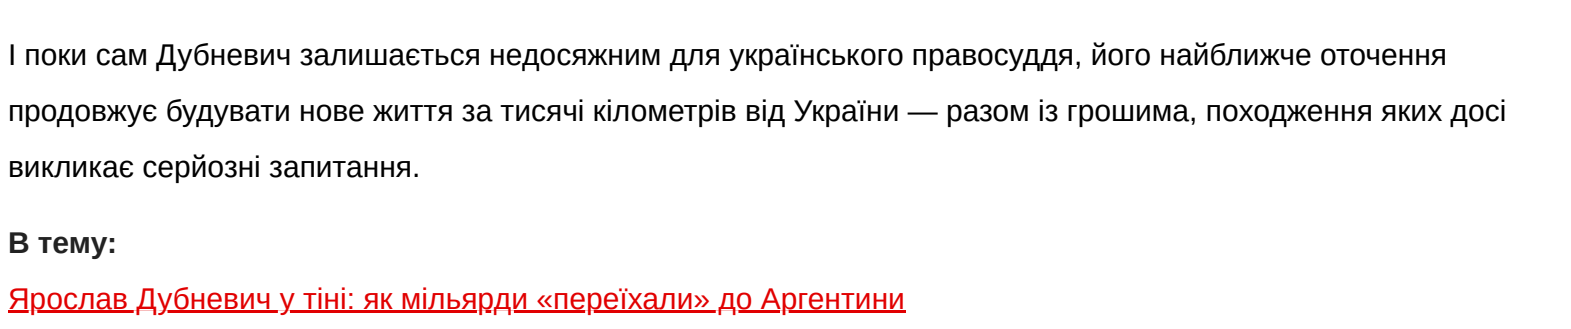 І поки сам Дубневич залишається недосяжним для українського правосуддя, його найближче оточення
продовжує будувати нове життя за тисячі кілометрів від України — разом із грошима, походження яких досі
викликає серйозні запитання.
В тему:
Ярослав Дубневич у тіні: як мільярди «переїхали» до Аргентини